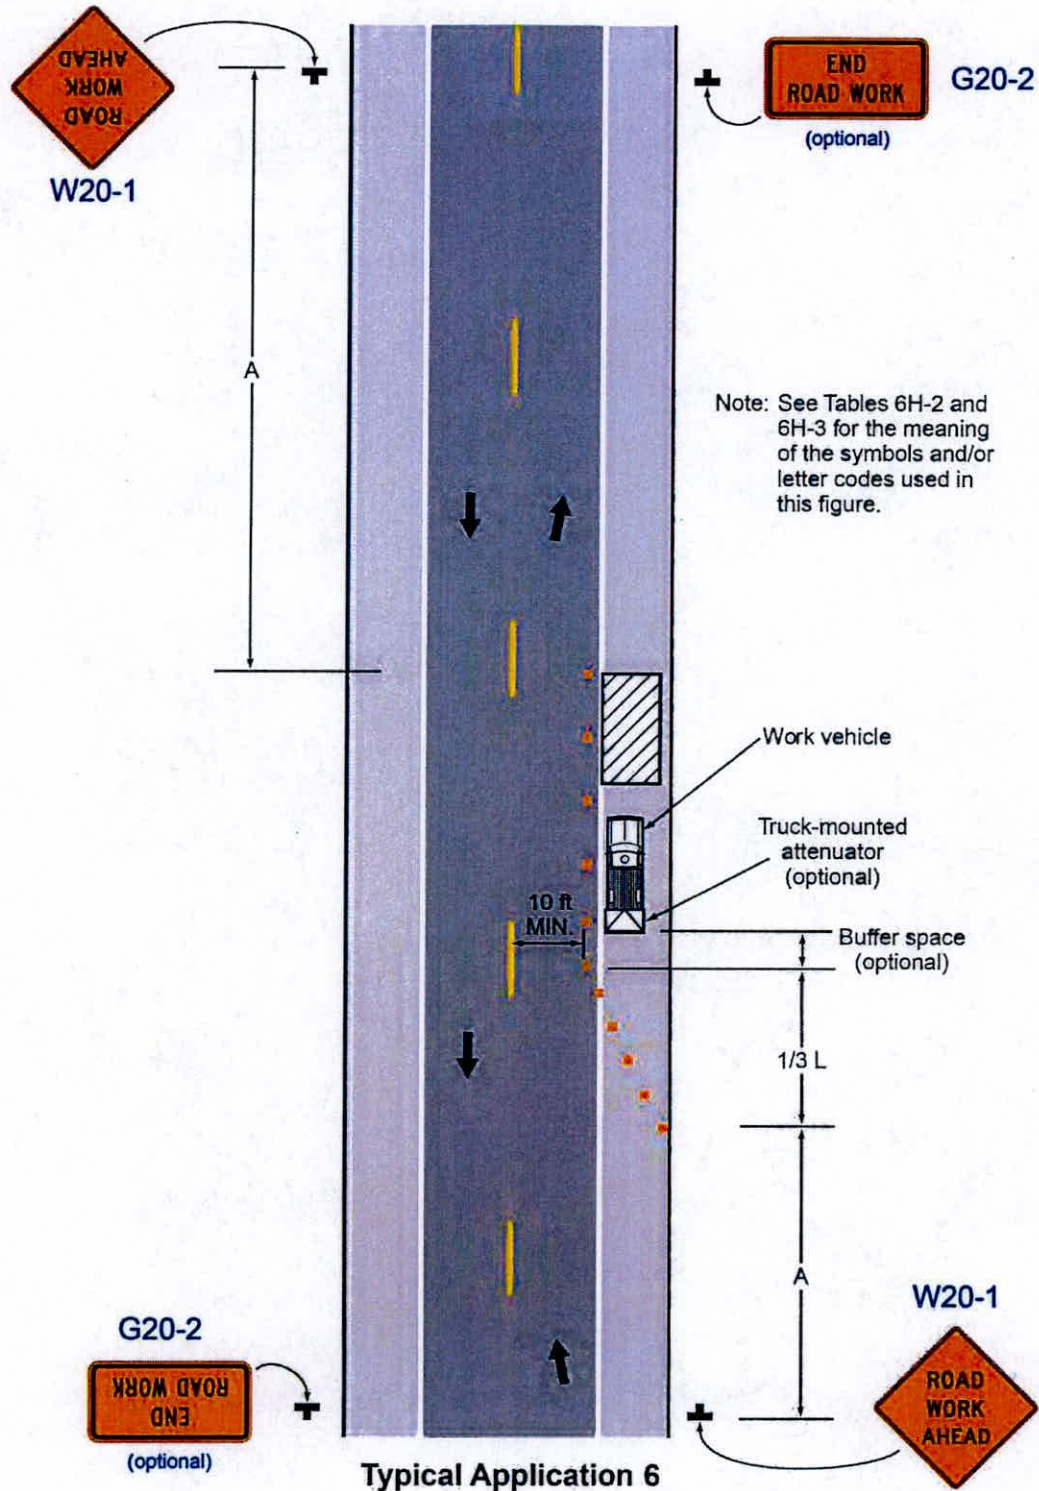 ROAD
WORK
AHEAD
W20-1
END
ROAD WORK
(optional)
G20-2
A
Note: See Tables 6H-2 and
6H-3 for the meaning
of the symbols and/or
letter codes used in
this figure.
Work vehicle
Truck-mounted
attenuator
(optional)
10 ft
MIN.
Buffer space
(optional)
1/3 L
A
W20-1
ROAD
WORK
AHEAD
G20-2
END
ROAD WORK
(optional)
Typical Application 6